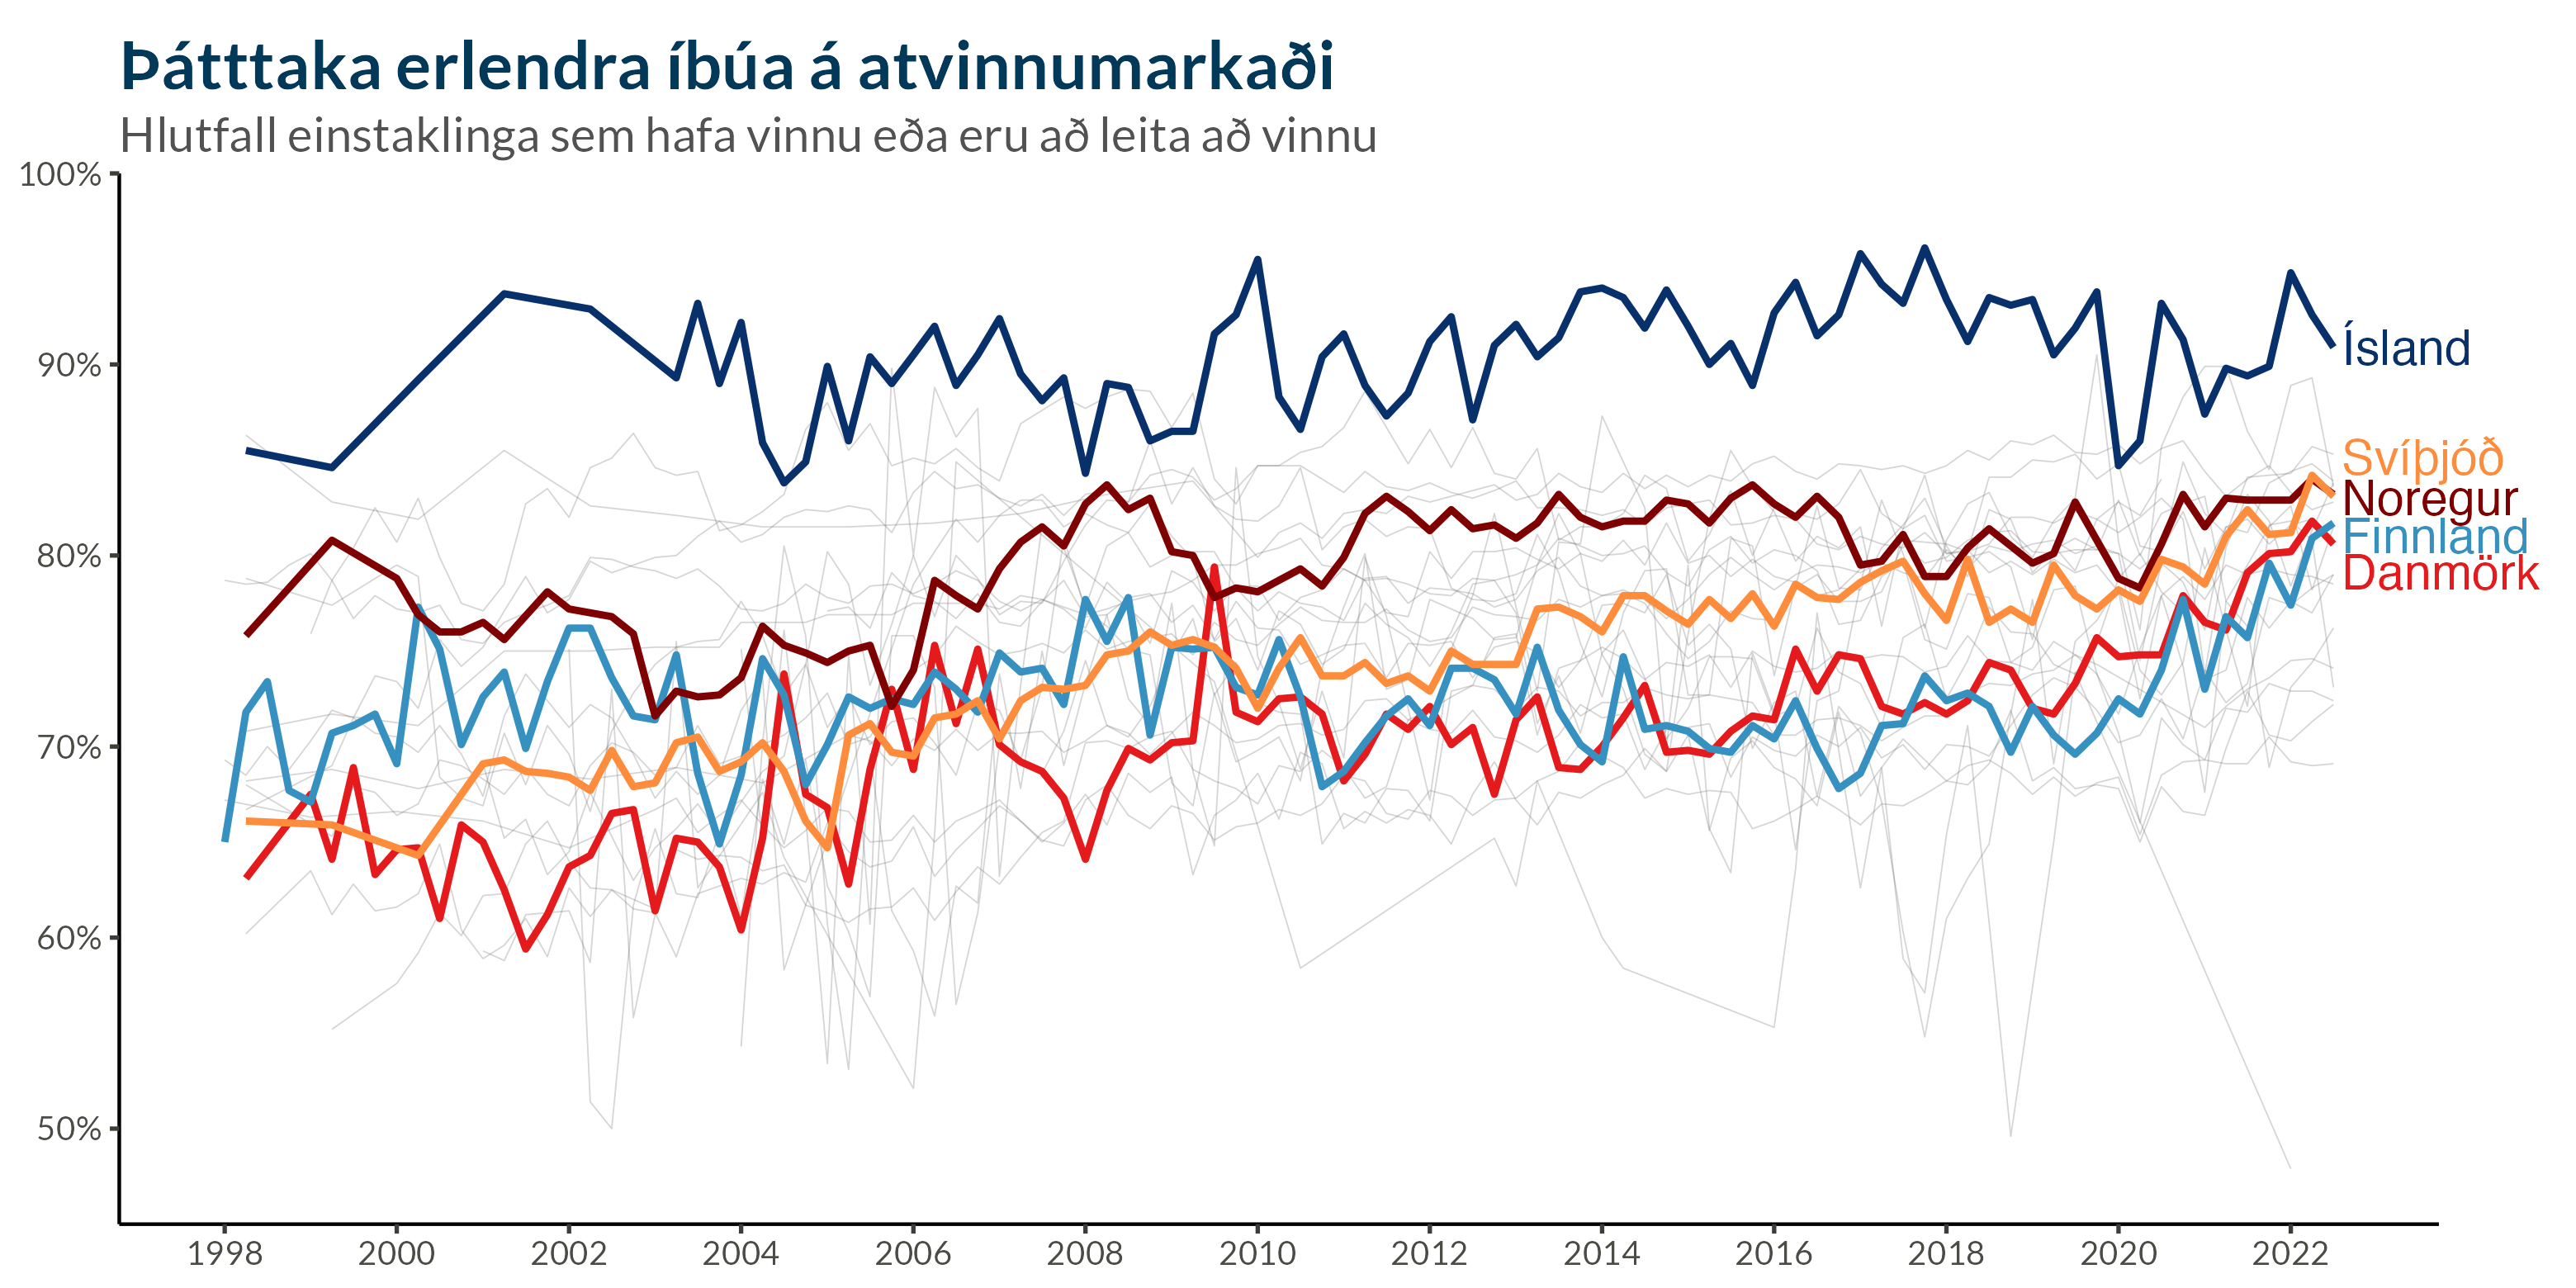 Þátttaka erlendra íbúa á atvinnumarkaði
Hlutfall einstaklinga sem hafa vinnu eða eru að leita að vinnu
100%
90%
80%
70%
60%
50%
Ísland
Svíþjóð
Noregur
Finnland
Danmörk
1998 2000 2002 2004 2006 2008 2010 2012 2014 2016 2018 2020 2022